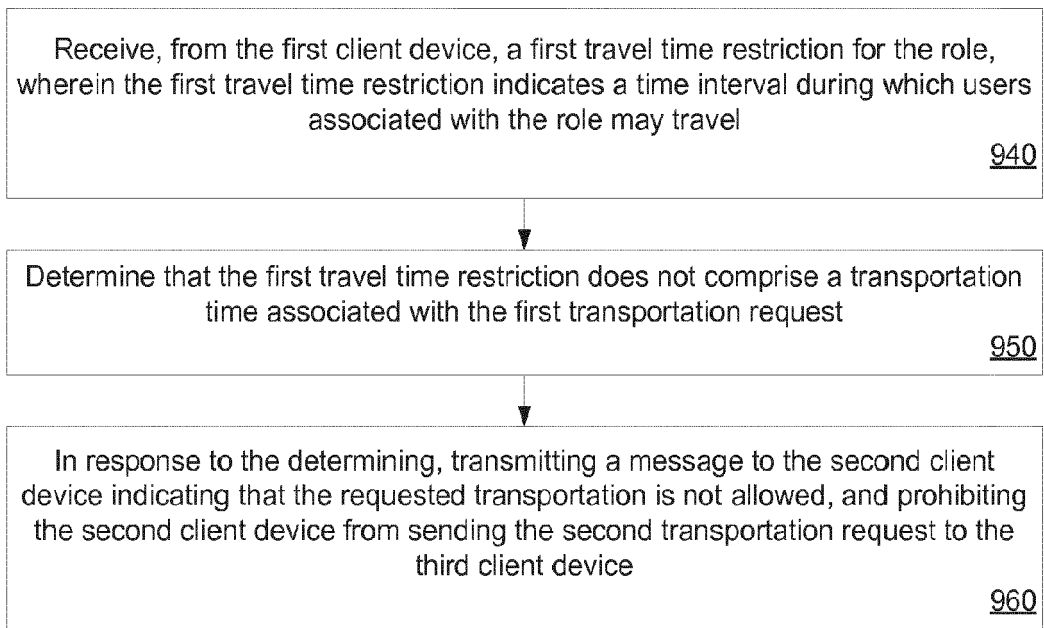 Receive, from the first client device, a first travel time restriction for the role,
wherein the first travel time restriction indicates a time interval during which users
associated with the role may travel
940
Determine that the first travel time restriction does not comprise a transportation
time associated with the first transportation request
950
In response to the determining, transmitting a message to the second client
device indicating that the requested transportation is not allowed, and prohibiting
the second client device from sending the second transportation request to the
third client device
960